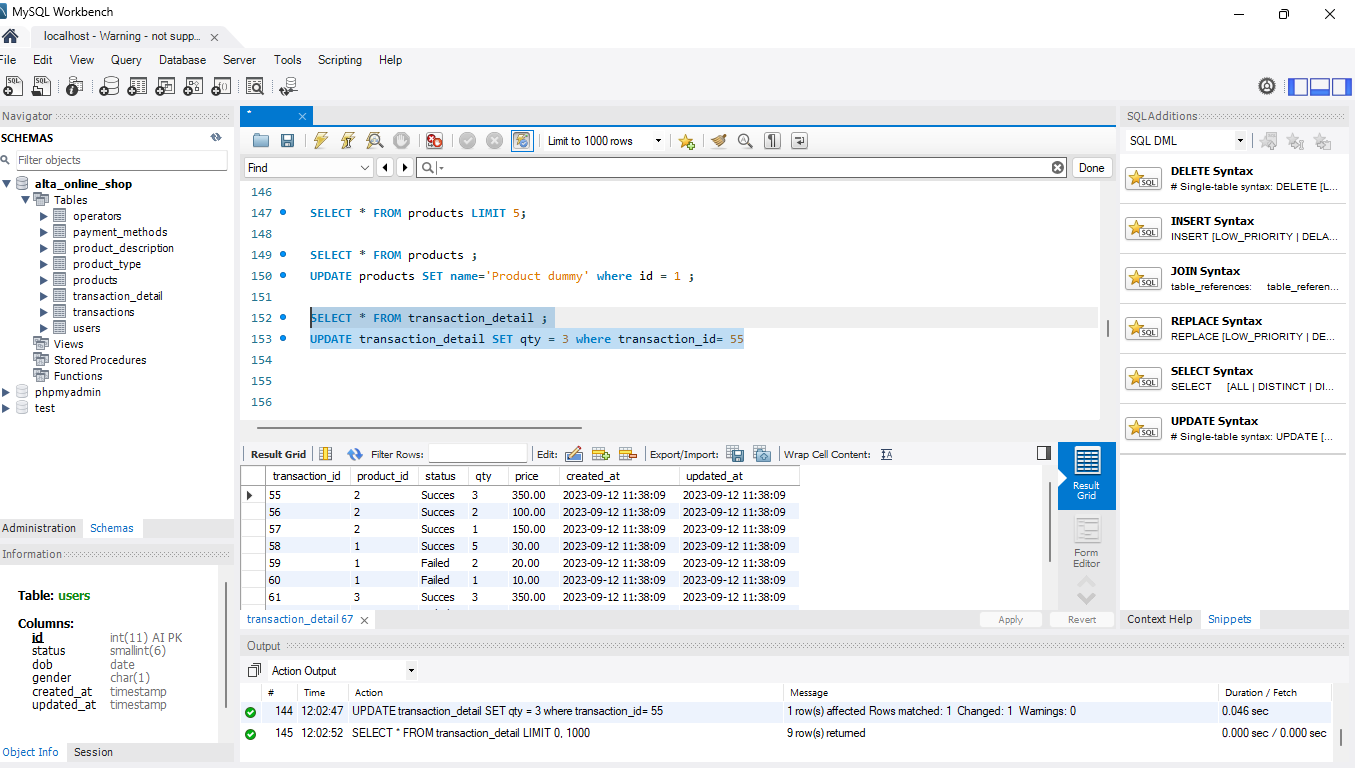 MySQL Workbench
localhost - Warning - not supp...
File Edit View Query Database Server Tools Scripting Help
Navigator
SCHEMAS
Filter objects
alta_online_shop
Tables
operators
payment_methods
product_description
product_type
products
transaction_detail
transactions
users
Views
Stored Procedures
Functions
phpmyadmin
test
Administration Schemas
Information
Table: users
Columns:
id int(11) AI PK
status smallint(6)
dob date
gender char(1)
created_at timestamp
updated_at timestamp
Object Info Session
Limit to 1000 rows
Find Done
146
147 SELECT * FROM products LIMIT 5;
148
149 SELECT * FROM products ;
150 UPDATE products SET name='Product dummy' where id = 1 ;
151
152 SELECT * FROM transaction_detail ;
153 UPDATE transaction_detail SET qty = 3 where transaction_id= 55
154
155
156
Result Grid Filter Rows: Edit: Export/Import: Wrap Cell Content:
transaction_id product_id status qty price created_at updated_at
55 2 Succes 3 350.00 2023-09-12 11:38:09 2023-09-12 11:38:09
56 2 Succes 2 100.00 2023-09-12 11:38:09 2023-09-12 11:38:09
57 2 Succes 1 150.00 2023-09-12 11:38:09 2023-09-12 11:38:09
58 1 Succes 5 30.00 2023-09-12 11:38:09 2023-09-12 11:38:09
59 1 Failed 2 20.00 2023-09-12 11:38:09 2023-09-12 11:38:09
60 1 Failed 1 10.00 2023-09-12 11:38:09 2023-09-12 11:38:09
61 3 Succes 3 350.00 2023-09-12 11:38:09 2023-09-12 11:38:09
Result
Grid
Form
Editor
transaction_detail 67 Apply Revert
Output
Action Output
# Time Action Message Duration / Fetch
144 12:02:47 UPDATE transaction_detail SET qty = 3 where transaction_id= 55 1 row(s) affected Rows matched: 1 Changed: 1 Warnings: 0 0.046 sec
145 12:02:52 SELECT * FROM transaction_detail LIMIT 0, 1000 9 row(s) returned 0.000 sec / 0.000 sec
SQLAdditions
SQL DML
DELETE Syntax
# Single-table syntax: DELETE [L...
INSERT Syntax
INSERT [LOW_PRIORITY | DELA...
JOIN Syntax
table_references: table_referen...
REPLACE Syntax
REPLACE [LOW_PRIORITY | DE...
SELECT Syntax
SELECT [ALL | DISTINCT | DI...
UPDATE Syntax
# Single-table syntax: UPDATE [...
Context Help Snippets